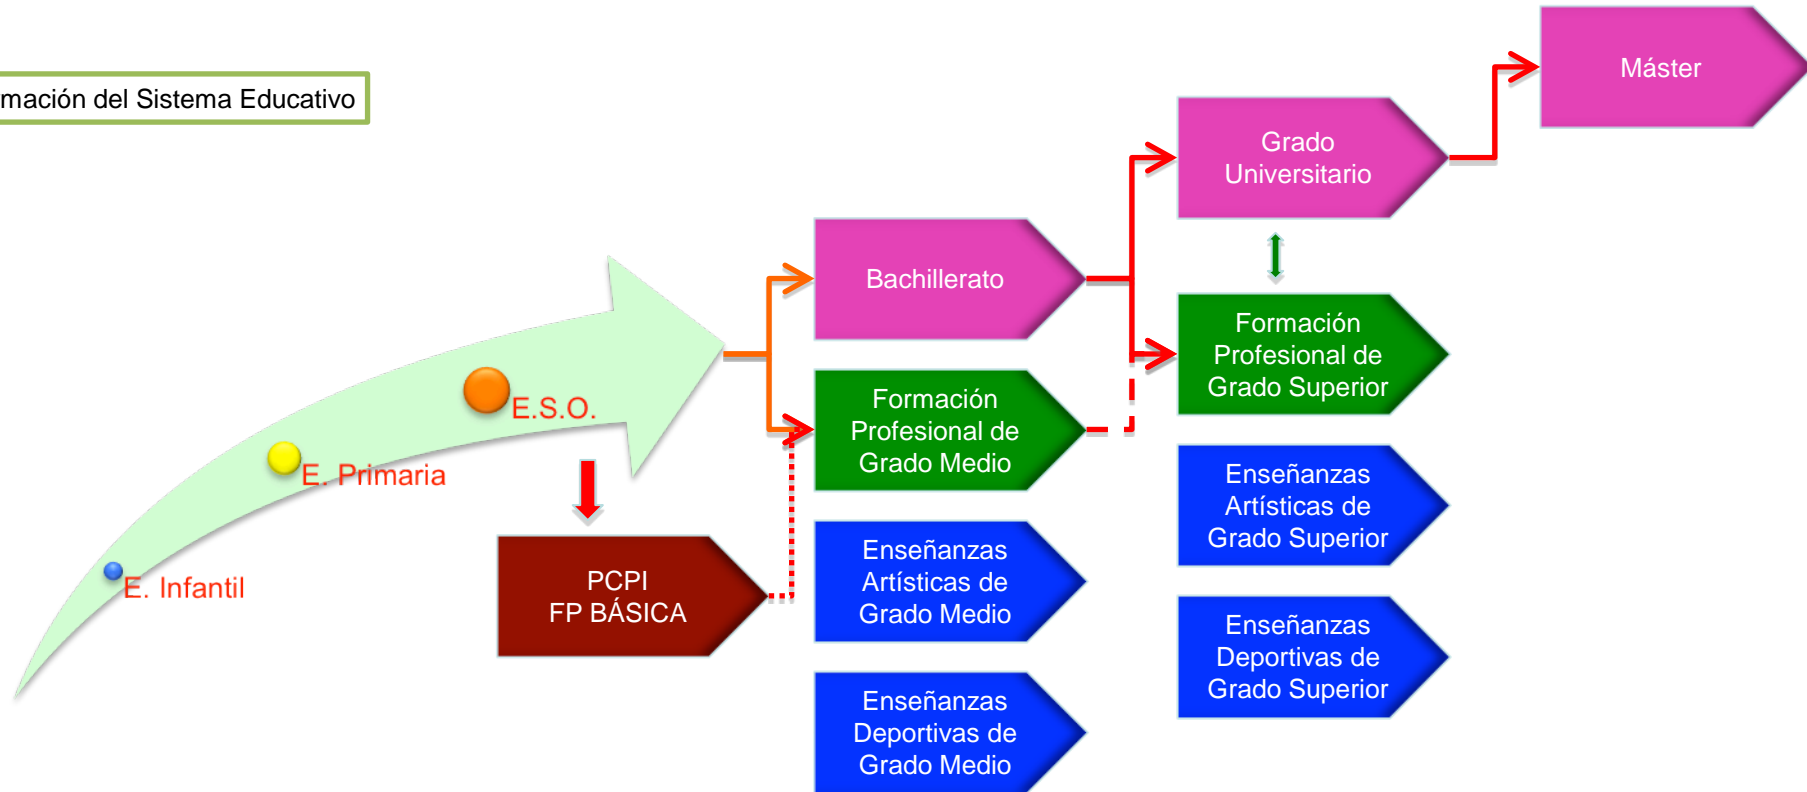 mación del Sistema Educativo
Máster
Grado
Universitario
Bachillerato
Formación
Profesional de
Grado Superior
E.S.O.
Formación
Profesional de
Grado Medio
E. Primaria
Enseñanzas
Artísticas de
Grado Superior
E. Infantil
PCPI
FP BÁSICA
Enseñanzas
Artísticas de
Grado Medio
Enseñanzas
Deportivas de
Grado Superior
Enseñanzas
Deportivas de
Grado Medio